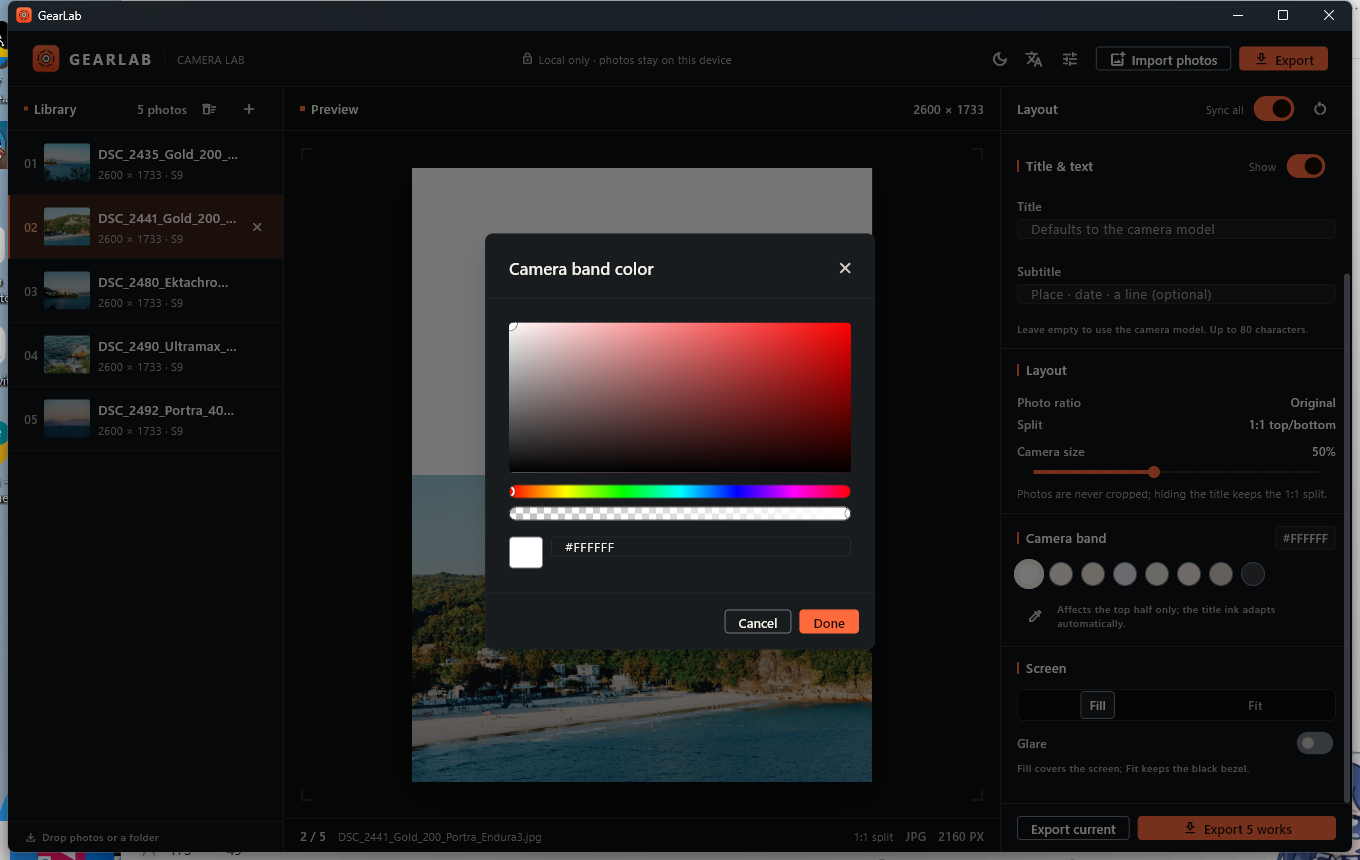 GearLab
GEARLAB
CAMERA LAB
Local only · photos stay on this device
Import photos
Export
Library
5 photos
01
DSC_2435_Gold_200_...
2600 × 1733 · S9
02
DSC_2441_Gold_200_...
2600 × 1733 · S9
03
DSC_2480_Ektachro...
2600 × 1733 · S9
04
DSC_2490_Ultramax_...
2600 × 1733 · S9
05
DSC_2492_Portra_40...
2600 × 1733 · S9
Drop photos or a folder
Preview
2600 × 1733
Camera band color
#FFFFFF
Cancel
Done
2 / 5
DSC_2441_Gold_200_Portra_Endura3.jpg
1:1 split
JPG
2160 PX
Layout
Sync all
Title & text
Show
Title
Defaults to the camera model
Subtitle
Place · date · a line (optional)
Leave empty to use the camera model. Up to 80 characters.
Layout
Photo ratio
Original
Split
1:1 top/bottom
Camera size
50%
Photos are never cropped; hiding the title keeps the 1:1 split.
Camera band
#FFFFFF
Affects the top half only; the title ink adapts
automatically.
Screen
Fill
Fit
Glare
Fill covers the screen; Fit keeps the black bezel.
Export current
Export 5 works